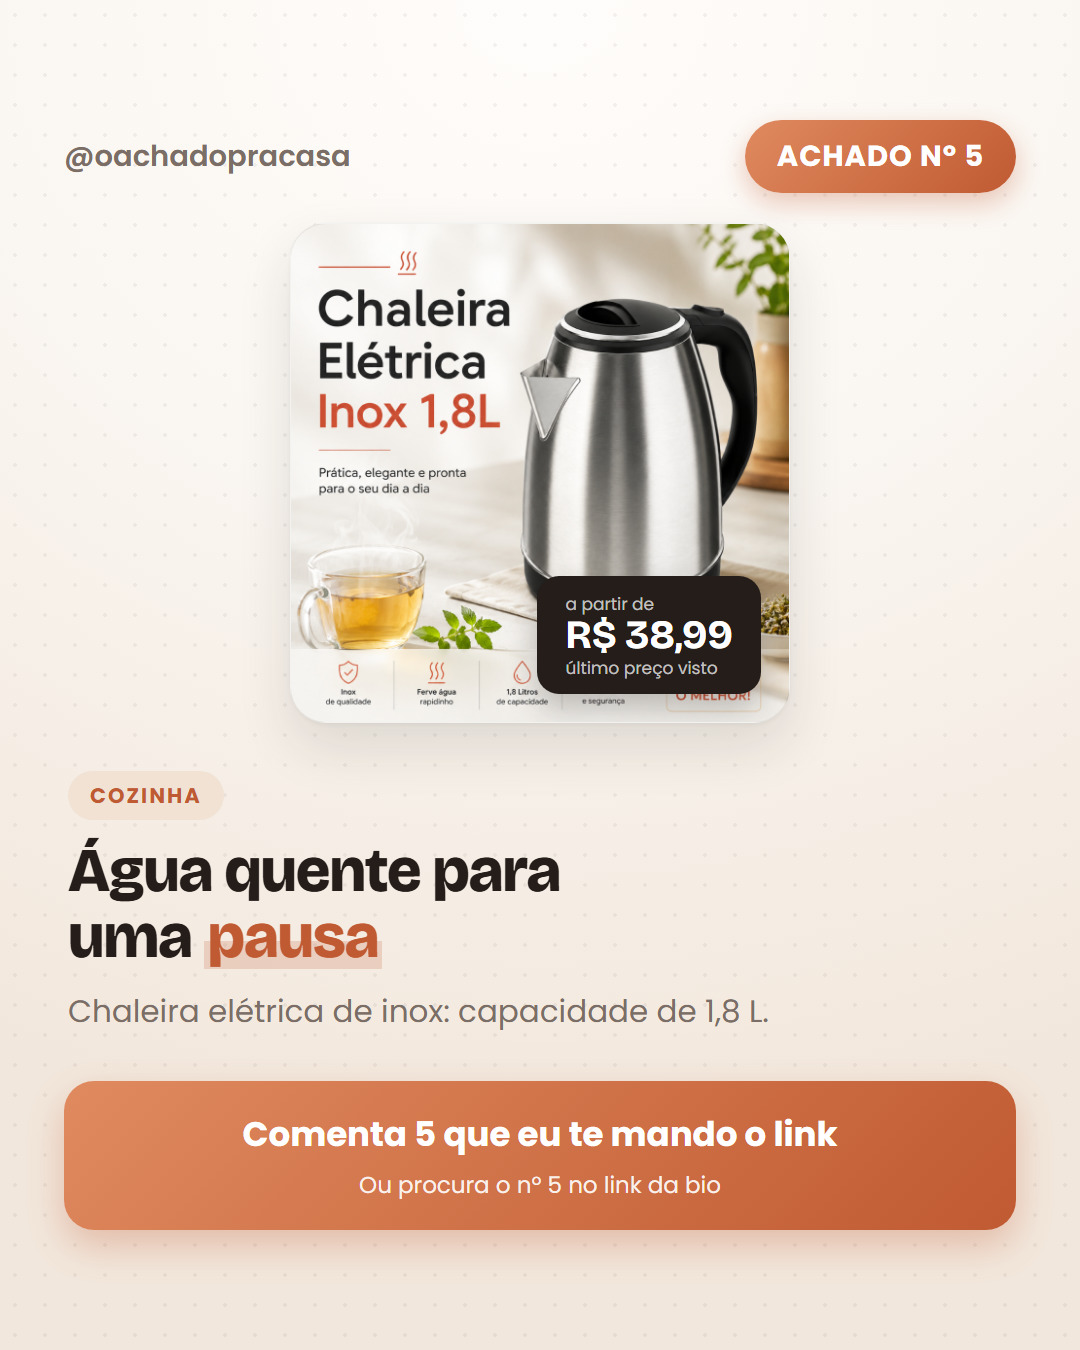 @oachadopracasa
ACHADO Nº 5
Chaleira
Elétrica
Inox 1,8L
Prática, elegante e pronta
para o seu dia a dia
a partir de
R$ 38,99
último preço visto
Inox
de qualidade
Ferve água
rapidinho
1,8 Litros
de capacidade
e segurança
O MELHOR!
COZINHA
Água quente para
uma pausa
Chaleira elétrica de inox: capacidade de 1,8 L.
Comenta 5 que eu te mando o link
Ou procura o nº 5 no link da bio